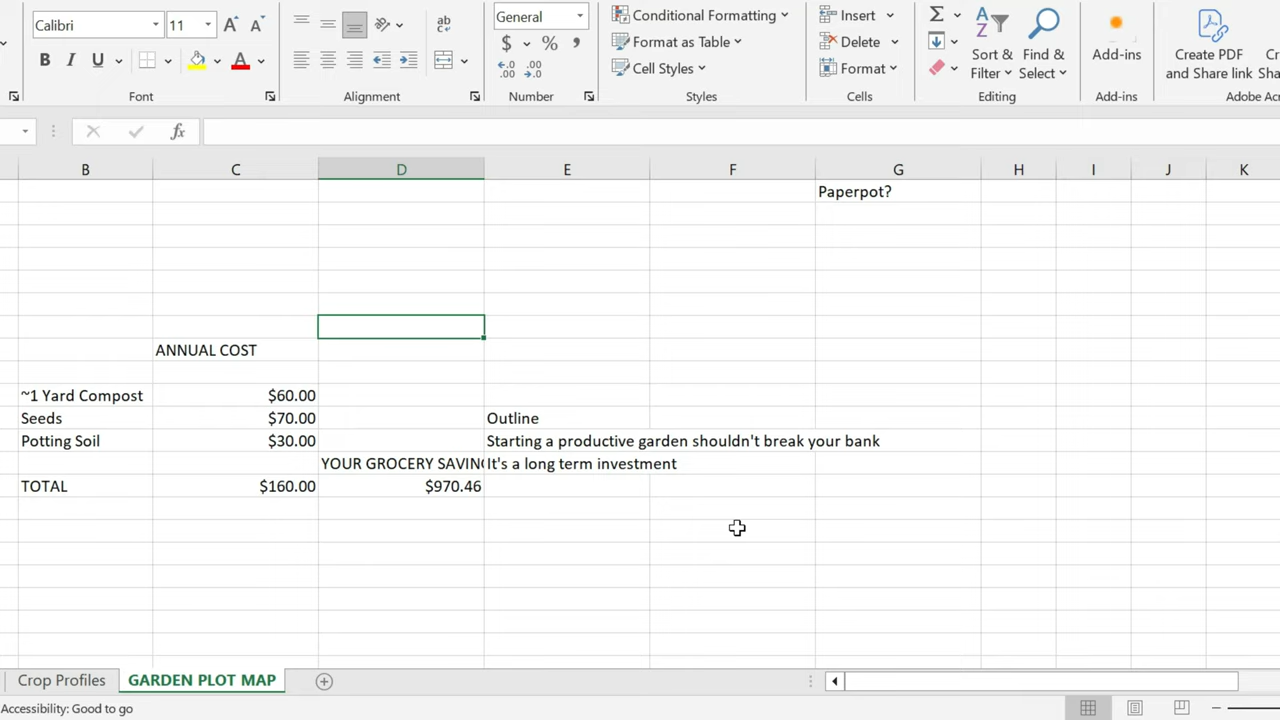 Calibri 11 General
Conditional Formatting
Format as Table
Cell Styles
Insert
Delete
Format
Sort &
Filter
Find &
Select
Add-ins
Create PDF
and Share link
B I U
$ % ,
Font
Alignment
Number
Styles
Cells
Editing
Add-ins
Adobe
fx
B C D E F G H I J K
Paperpot?
ANNUAL COST
~1 Yard Compost $60.00
Seeds $70.00 Outline
Potting Soil $30.00 Starting a productive garden shouldn't break your bank
YOUR GROCERY SAVING It's a long term investment
TOTAL $160.00 $970.46
Crop Profiles GARDEN PLOT MAP
Accessibility: Good to go